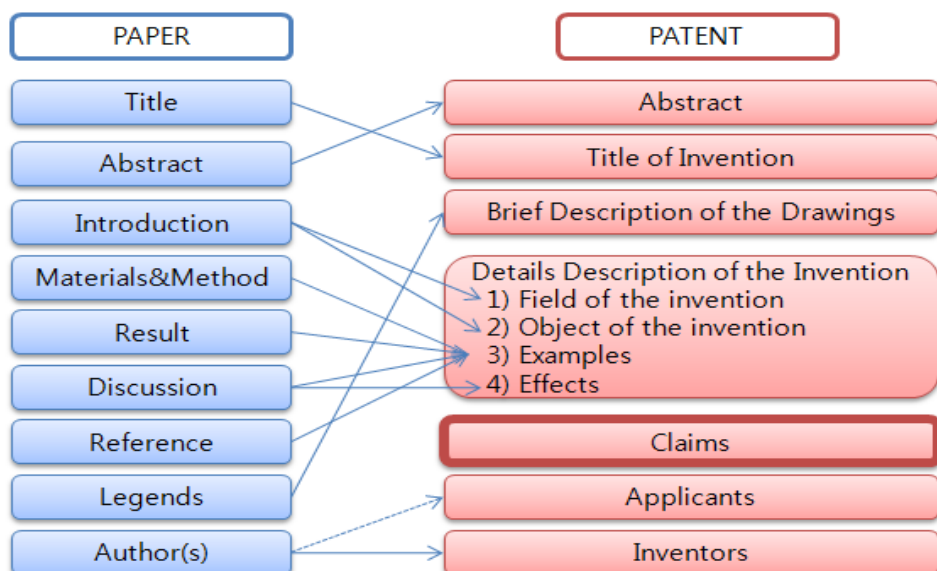 PAPER
Title
Abstract
Introduction
Materials&Method
Result
Discussion
Reference
Legends
Author(s)
PATENT
Abstract
Title of Invention
Brief Description of the Drawings
Details Description of the Invention
1) Field of the invention
2) Object of the invention
3) Examples
4) Effects
Claims
Applicants
Inventors